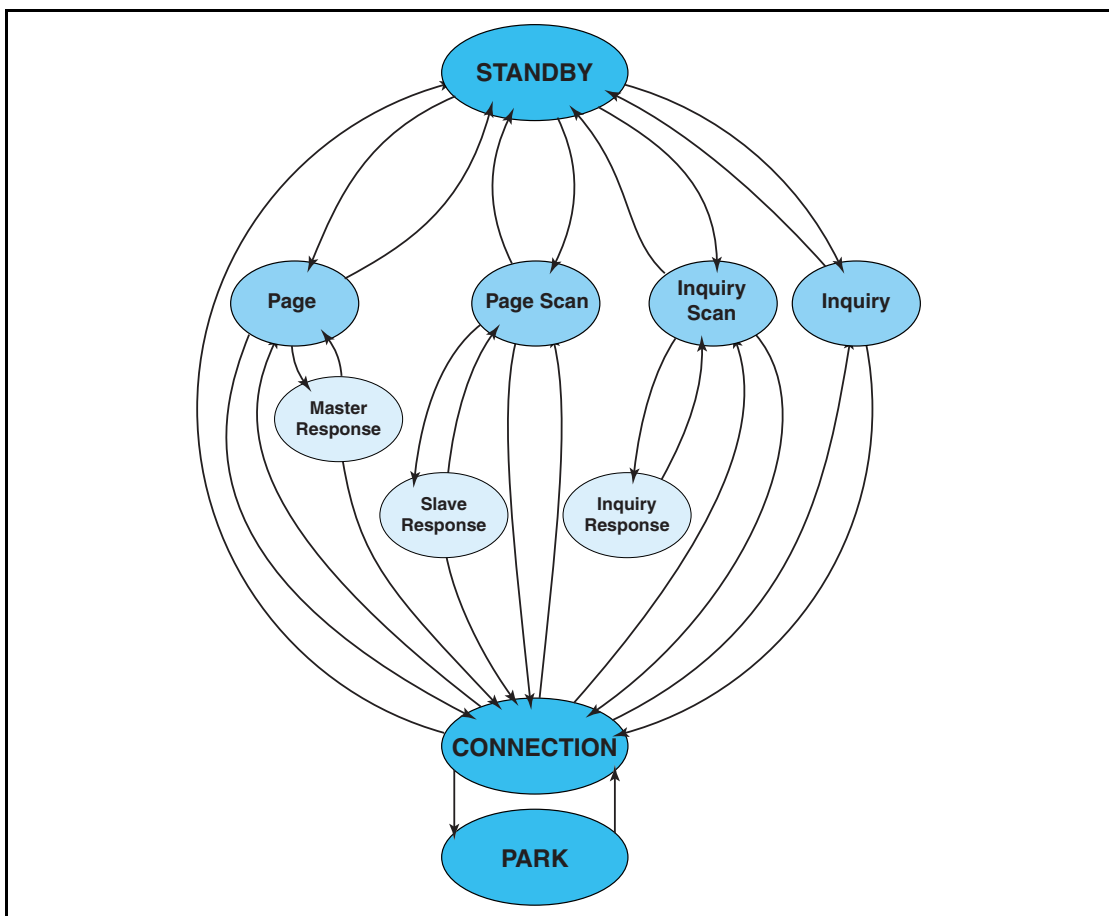 STANDBY
Page
Page Scan
Inquiry
Scan
Inquiry
Master
Response
Slave
Response
Inquiry
Response
CONNECTION
PARK